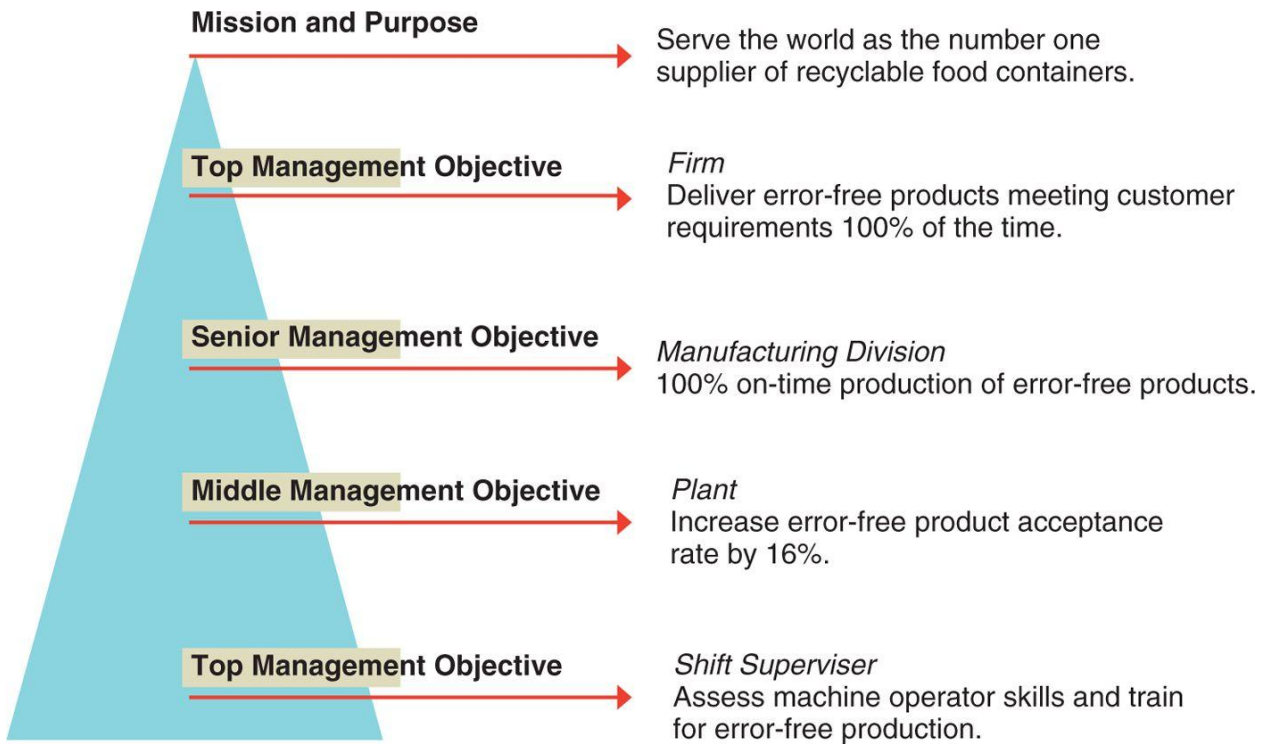 Mission and Purpose
Serve the world as the number one
supplier of recyclable food containers.
Top Management Objective
Firm
Deliver error-free products meeting customer
requirements 100% of the time.
Senior Management Objective
Manufacturing Division
100% on-time production of error-free products.
Middle Management Objective
Plant
Increase error-free product acceptance
rate by 16%.
Top Management Objective
Shift Superviser
Assess machine operator skills and train
for error-free production.